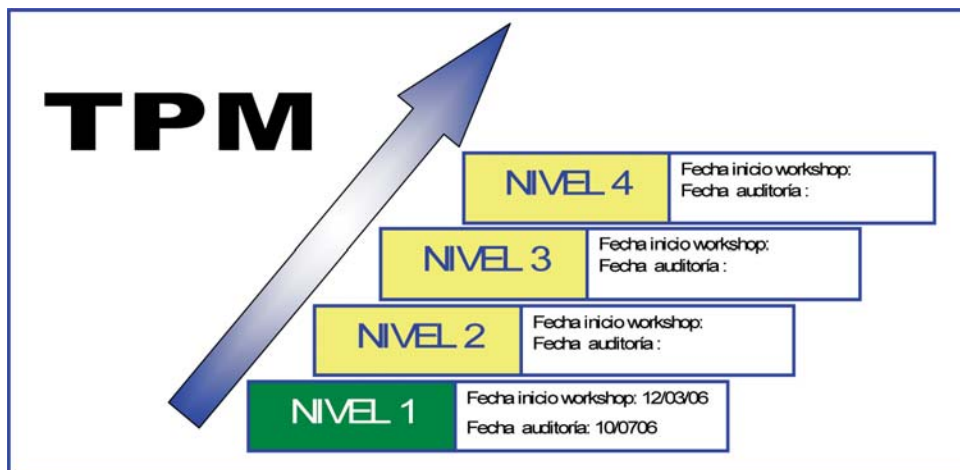 TPM
NIVEL 4
Fecha inicio workshop:
Fecha auditoría :
NIVEL 3
Fecha inicio workshop:
Fecha auditoría :
NIVEL 2
Fecha inicio workshop:
Fecha auditoría :
NIVEL 1
Fecha inicio workshop: 12/03/06
Fecha auditoría: 10/0706